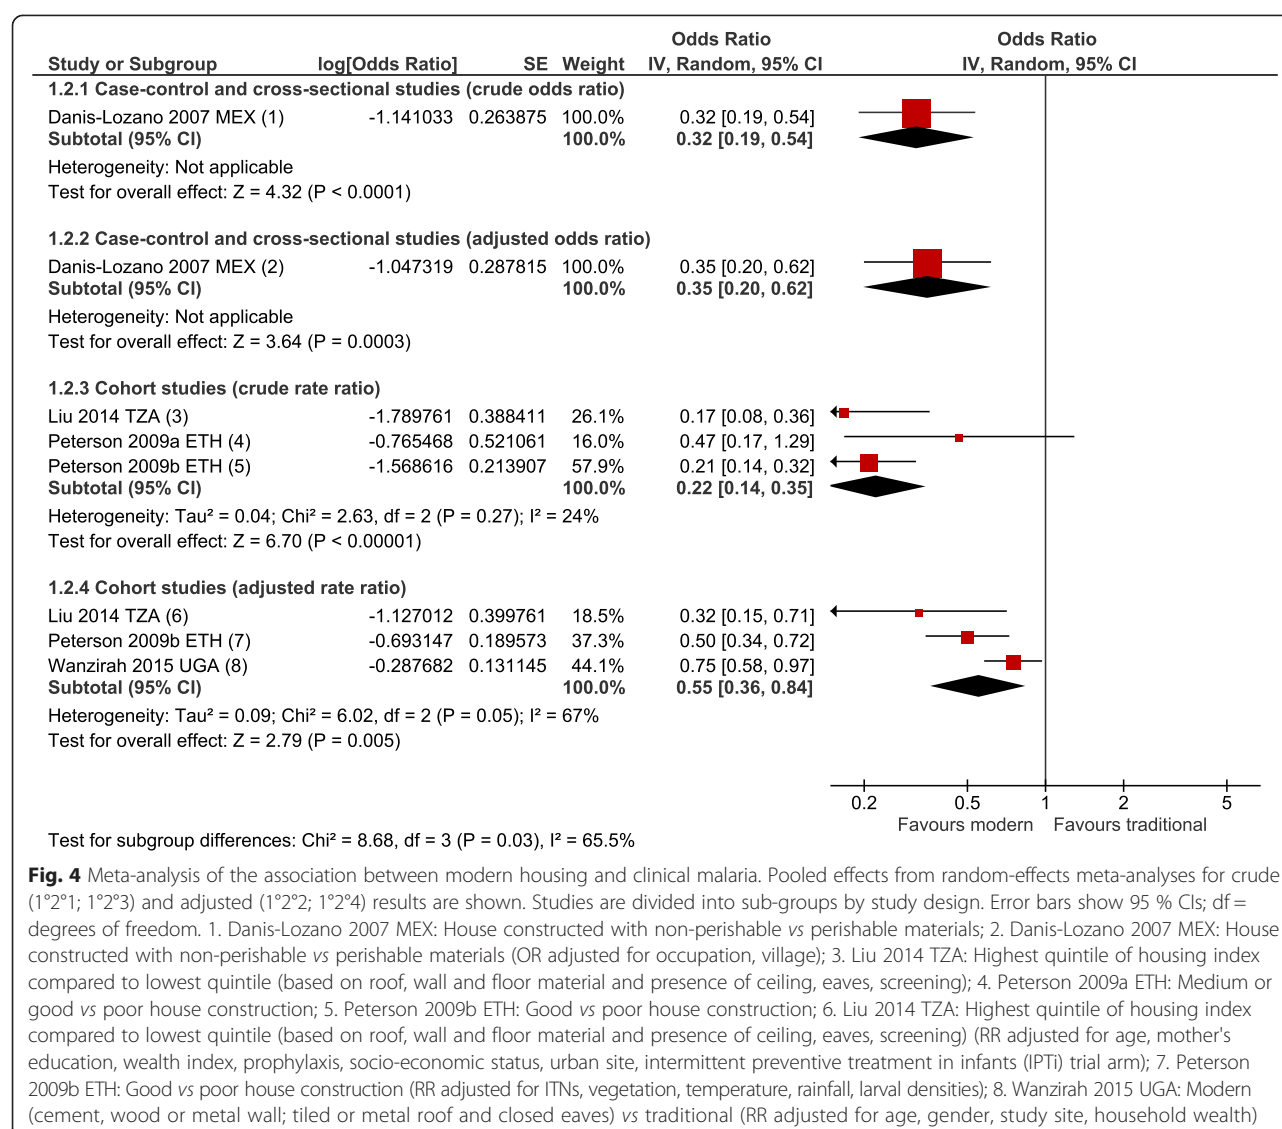 Odds Ratio Odds Ratio
Study or Subgroup log[Odds Ratio] SE Weight IV, Random, 95% CI IV, Random, 95% CI
1.2.1 Case-control and cross-sectional studies (crude odds ratio)
Danis-Lozano 2007 MEX (1) -1.141033 0.263875 100.0% 0.32 [0.19, 0.54]
Subtotal (95% CI) 100.0% 0.32 [0.19, 0.54]
Heterogeneity: Not applicable
Test for overall effect: Z = 4.32 (P < 0.0001)
1.2.2 Case-control and cross-sectional studies (adjusted odds ratio)
Danis-Lozano 2007 MEX (2) -1.047319 0.287815 100.0% 0.35 [0.20, 0.62]
Subtotal (95% CI) 100.0% 0.35 [0.20, 0.62]
Heterogeneity: Not applicable
Test for overall effect: Z = 3.64 (P = 0.0003)
1.2.3 Cohort studies (crude rate ratio)
Liu 2014 TZA (3) -1.789761 0.388411 26.1% 0.17 [0.08, 0.36]
Peterson 2009a ETH (4) -0.765468 0.521061 16.0% 0.47 [0.17, 1.29]
Peterson 2009b ETH (5) -1.568616 0.213907 57.9% 0.21 [0.14, 0.32]
Subtotal (95% CI) 100.0% 0.22 [0.14, 0.35]
Heterogeneity: Tau² = 0.04; Chi² = 2.63, df = 2 (P = 0.27); I² = 24%
Test for overall effect: Z = 6.70 (P < 0.00001)
1.2.4 Cohort studies (adjusted rate ratio)
Liu 2014 TZA (6) -1.127012 0.399761 18.5% 0.32 [0.15, 0.71]
Peterson 2009b ETH (7) -0.693147 0.189573 37.3% 0.50 [0.34, 0.72]
Wanzirah 2015 UGA (8) -0.287682 0.131145 44.1% 0.75 [0.58, 0.97]
Subtotal (95% CI) 100.0% 0.55 [0.36, 0.84]
Heterogeneity: Tau² = 0.09; Chi² = 6.02, df = 2 (P = 0.05); I² = 67%
Test for overall effect: Z = 2.79 (P = 0.005)
0.2 0.5 1 2 5
Favours modern Favours traditional
Test for subgroup differences: Chi² = 8.68, df = 3 (P = 0.03), I² = 65.5%
Fig. 4 Meta-analysis of the association between modern housing and clinical malaria. Pooled effects from random-effects meta-analyses for crude
(1°2°1; 1°2°3) and adjusted (1°2°2; 1°2°4) results are shown. Studies are divided into sub-groups by study design. Error bars show 95 % CIs; df =
degrees of freedom. 1. Danis-Lozano 2007 MEX: House constructed with non-perishable vs perishable materials; 2. Danis-Lozano 2007 MEX: House
constructed with non-perishable vs perishable materials (OR adjusted for occupation, village); 3. Liu 2014 TZA: Highest quintile of housing index
compared to lowest quintile (based on roof, wall and floor material and presence of ceiling, eaves, screening); 4. Peterson 2009a ETH: Medium or
good vs poor house construction; 5. Peterson 2009b ETH: Good vs poor house construction; 6. Liu 2014 TZA: Highest quintile of housing index
compared to lowest quintile (based on roof, wall and floor material and presence of ceiling, eaves, screening) (RR adjusted for age, mother's
education, wealth index, prophylaxis, socio-economic status, urban site, intermittent preventive treatment in infants (IPTi) trial arm); 7. Peterson
2009b ETH: Good vs poor house construction (RR adjusted for ITNs, vegetation, temperature, rainfall, larval densities); 8. Wanzirah 2015 UGA: Modern
(cement, wood or metal wall; tiled or metal roof and closed eaves) vs traditional (RR adjusted for age, gender, study site, household wealth)